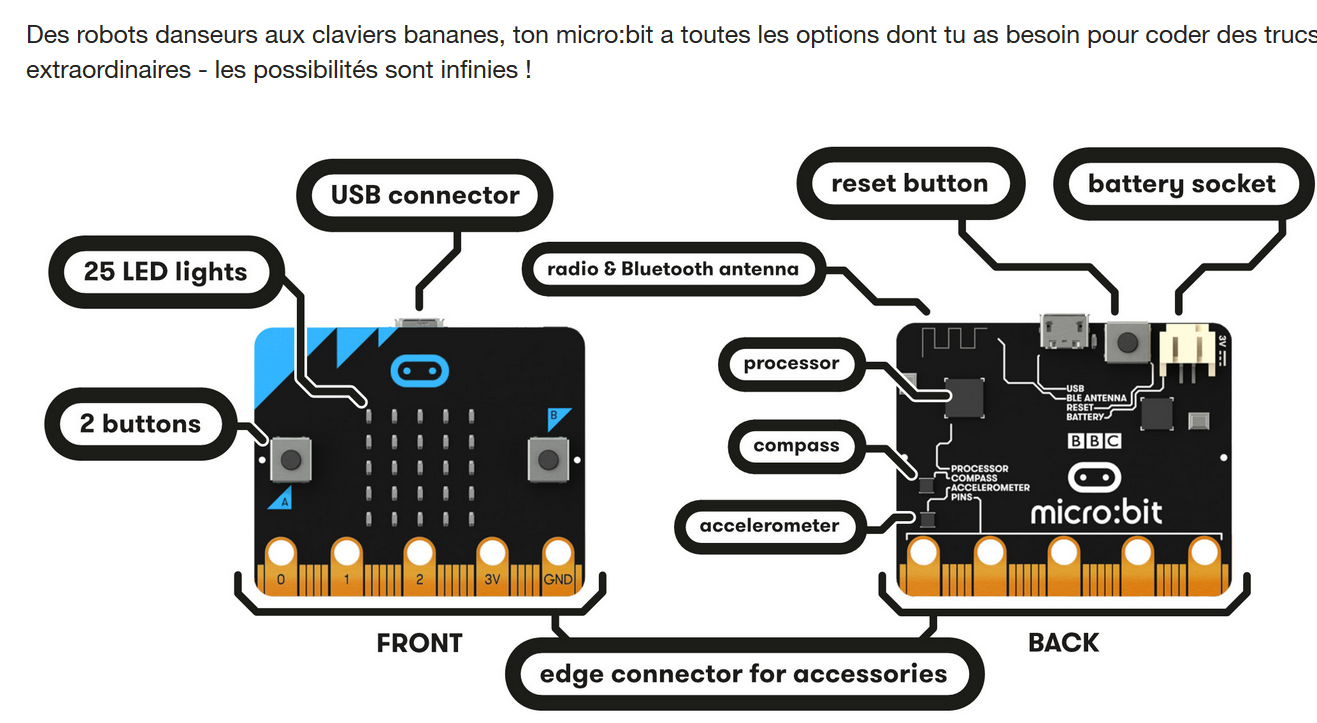 Des robots danseurs aux claviers bananes, ton micro:bit a toutes les options dont tu as besoin pour coder des trucs
extraordinaires - les possibilités sont infinies !
USB connector
25 LED lights
2 buttons
B
A
0
1
2
3V
GND
FRONT
reset button
battery socket
radio & Bluetooth antenna
processor
compass
accelerometer
3V
USB
BLE ANTENNA
RESET
BATTERY
BBC
PROCESSOR
COMPASS
ACCELEROMETER
PINS
micro:bit
BACK
edge connector for accessories